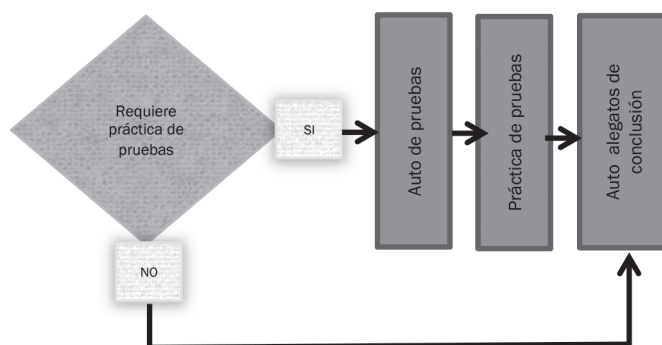 Requiere
práctica de
pruebas
SI
NO
Auto de pruebas
Práctica de pruebas
Auto alegatos de
conclusión